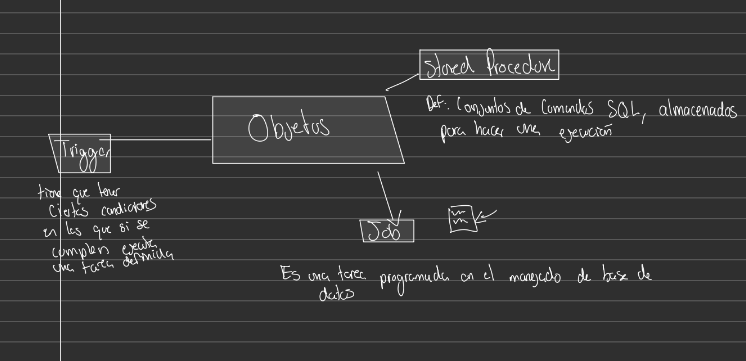 Stored Procedure
Def: Conjuntos de Comandos SQL, almacenados
para hacer una ejecución
Objetos
Trigger
tiene que tener
ciertas condiciones
en las que si se
cumplen ejecuta
una tarea definida
Job
Es una tarea programada en el manejado de base de
datos